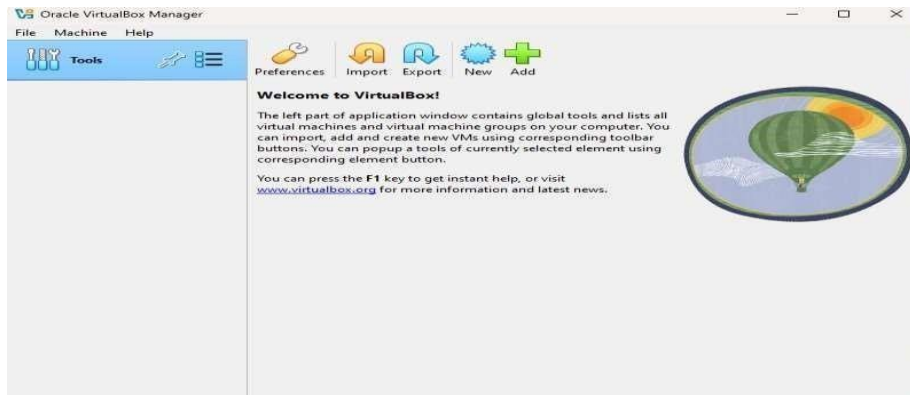 Oracle VirtualBox Manager
File Machine Help
Tools
Preferences Import Export New Add
Welcome to VirtualBox!
The left part of application window contains global tools and lists all
virtual machines and virtual machine groups on your computer. You
can import, add and create new VMs using corresponding toolbar
buttons. You can popup a tools of currently selected element using
corresponding element button.
You can press the F1 key to get instant help, or visit
www.virtualbox.org for more information and latest news.